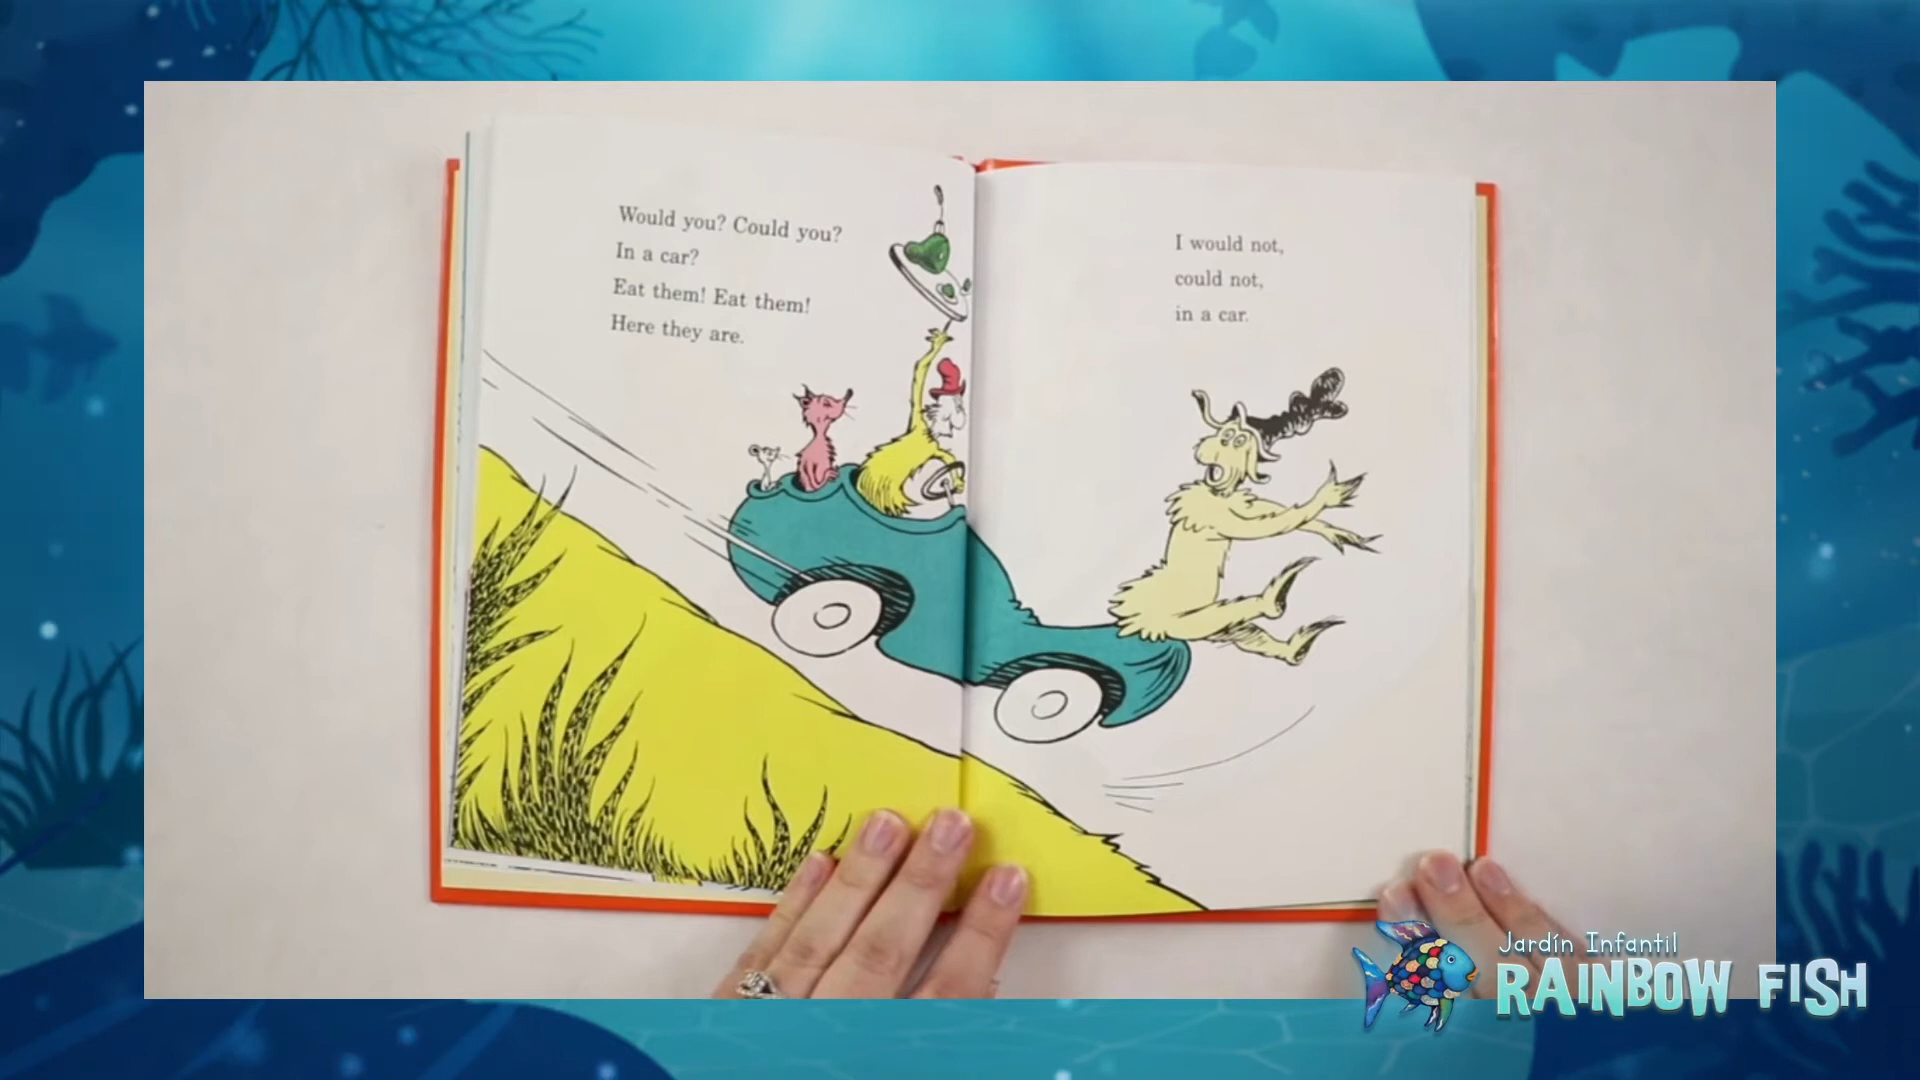 Would you? Could you?
In a car?
Eat them! Eat them!
Here they are.
I would not,
could not,
in a car.
Jardín Infantil
RAINBOW FISH